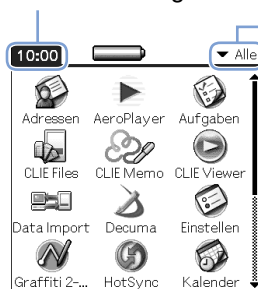 10:00 Alle
Adressen AeroPlayer Aufgaben
CLIE Files CLIE Memo CLIE Viewer
Data Import Decuma Einstellen
Graffiti 2-... HotSync Kalender